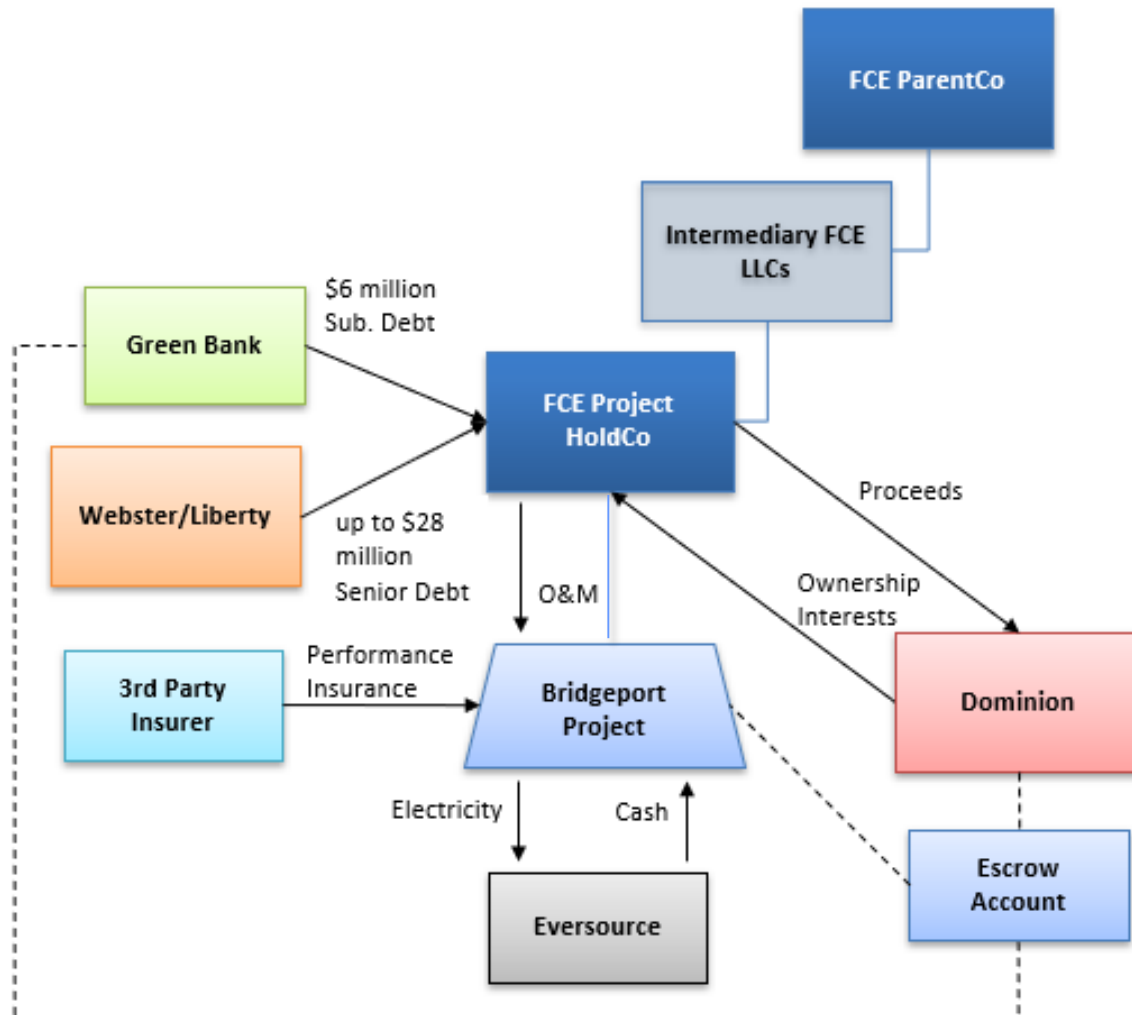 FCE ParentCo
Intermediary FCE
LLCs
$6 million
Sub. Debt
Green Bank
FCE Project
HoldCo
Webster/Liberty
up to $28
million
Senior Debt
Proceeds
O&M
Ownership
Interests
3rd Party
Insurer
Performance
Insurance
Bridgeport
Project
Dominion
Electricity
Cash
Escrow
Account
Eversource